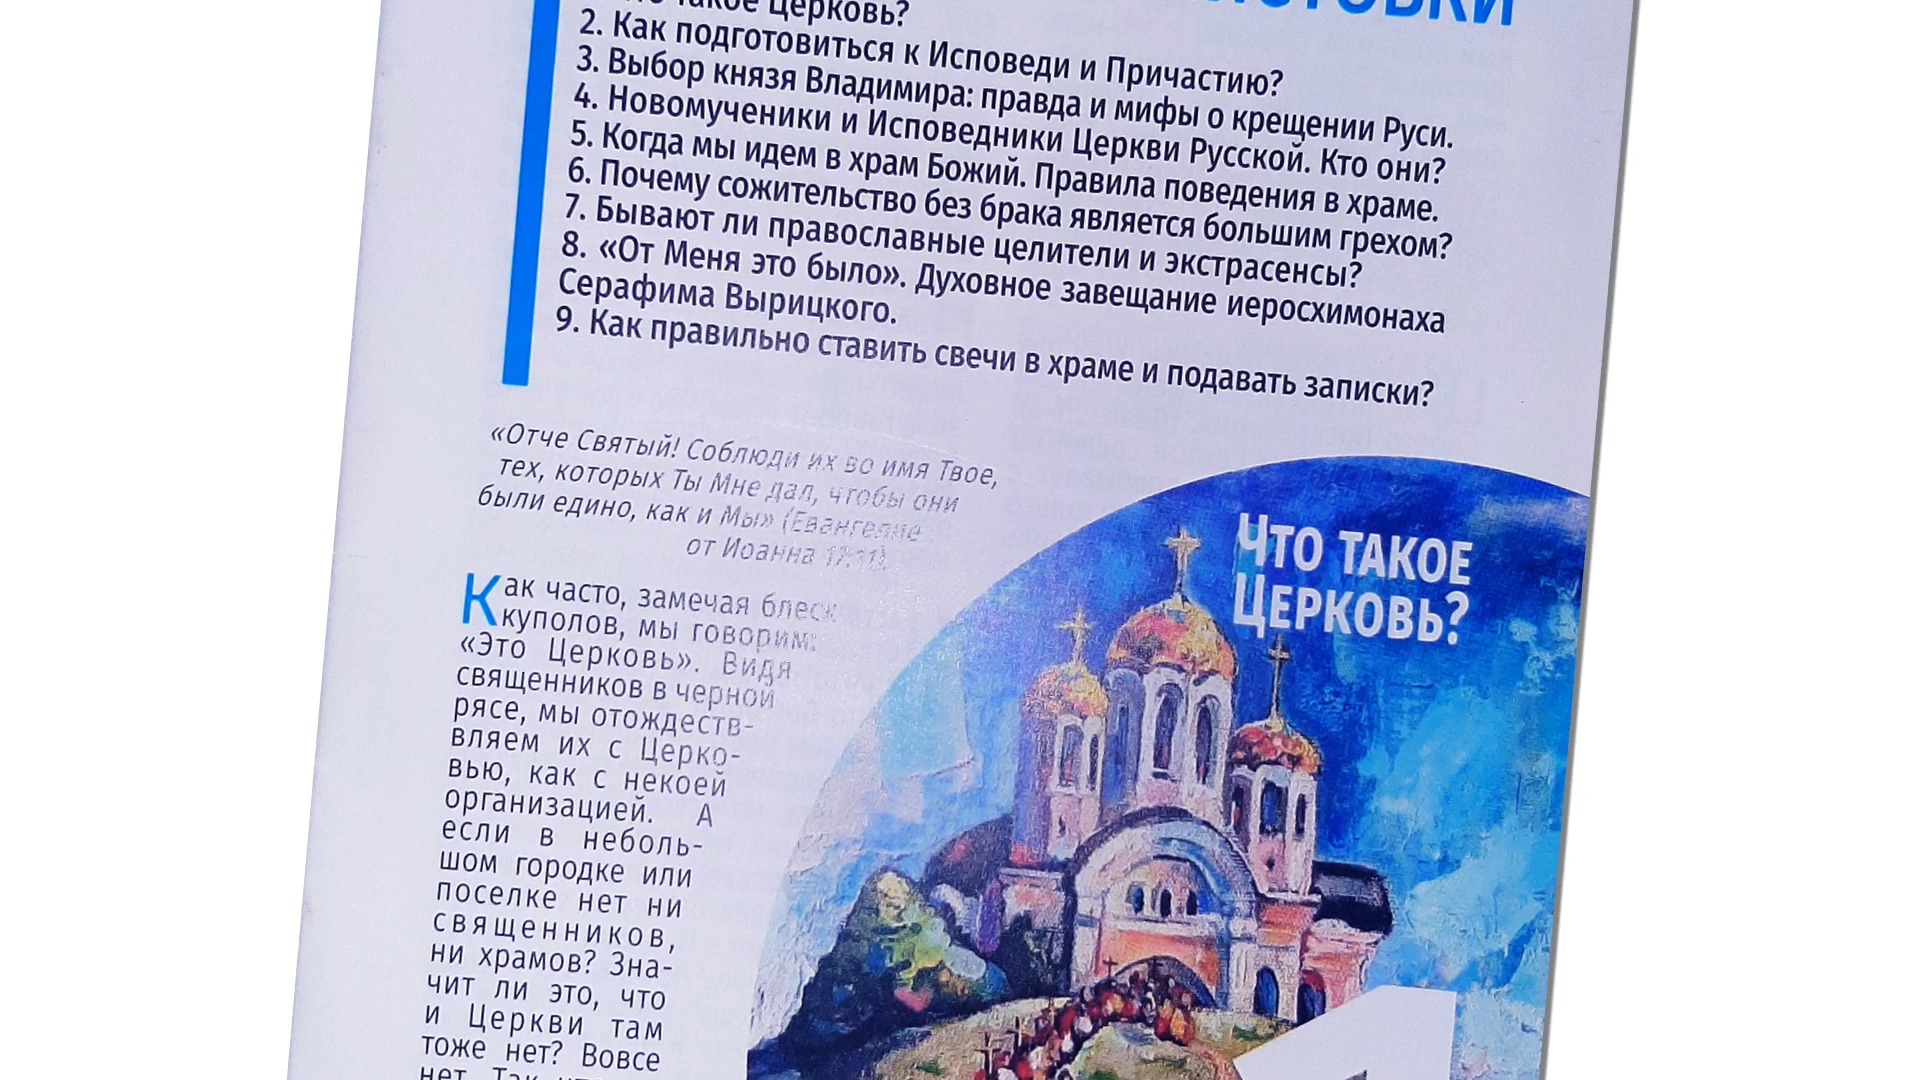 такое Церковь?
2. Как подготовиться к Исповеди и Причастию?
3. Выбор князя Владимира: правда и мифы о крещении Руси.
4. Новомученики и Исповедники Церкви Русской. Кто они?
5. Когда мы идем в храм Божий. Правила поведения в храме.
6. Почему сожительство без брака является большим грехом?
7. Бывают ли православные целители и экстрасенсы?
8. «От Меня это было». Духовное завещание иеросхимонаха
Серафима Вырицкого.
9. Как правильно ставить свечи в храме и подавать записки?
«Отче Святый! Соблюди их во имя Твое,
тех, которых Ты Мне дал, чтобы они
были едино, как и Мы» (Евангелие
от Иоанна 17:11).
Как часто, замечая блеск
куполов, мы говорим:
«Это Церковь». Видя
священников в черной
рясе, мы отождеств-
вляем их с Церко-
вью, как с некоей
организацией. А
если в неболь-
шом городке или
поселке нет ни
священников,
ни храмов? Зна-
чит ли это, что
и Церкви там
тоже нет? Вовсе
нет. Так
ЧТО ТАКОЕ
ЦЕРКОВЬ?
1